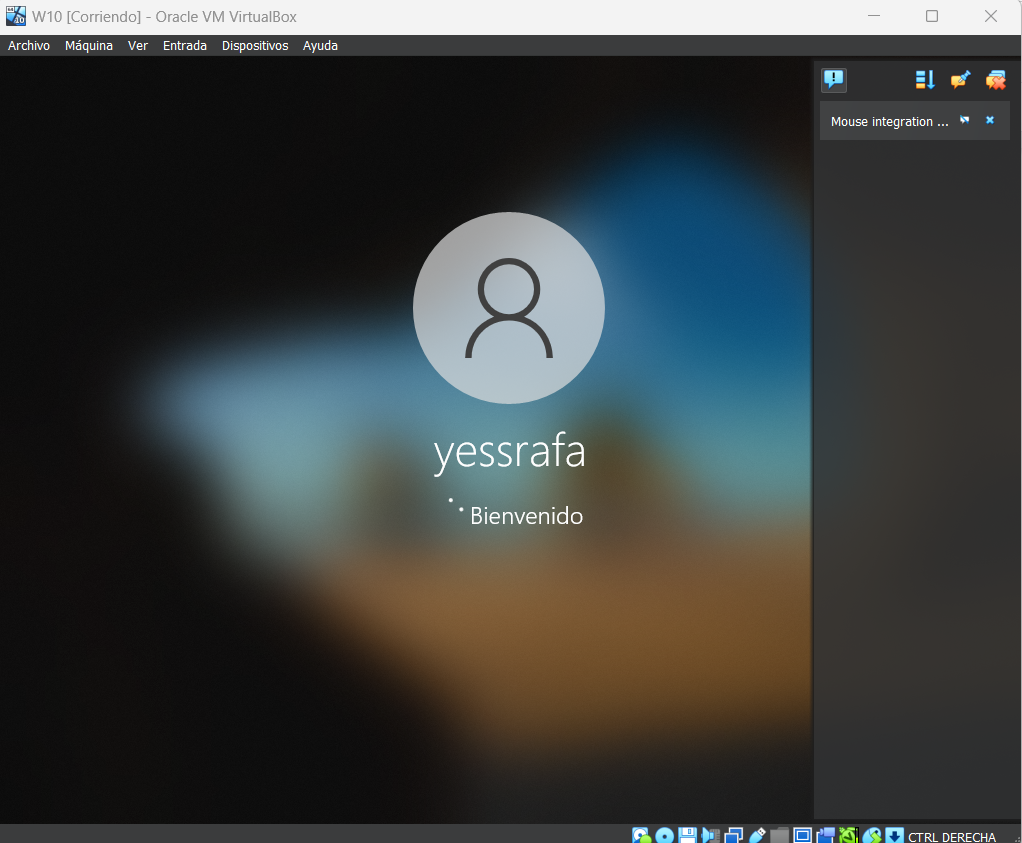 W10 [Corriendo] - Oracle VM VirtualBox
Archivo Máquina Ver Entrada Dispositivos Ayuda
Mouse integration ...
yessrafa
Bienvenido
CTRL DERECHA